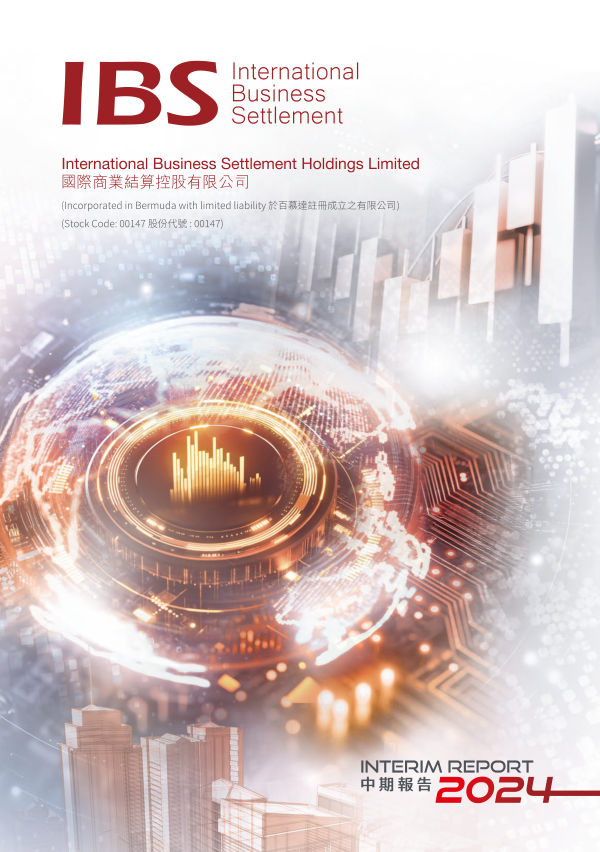 IBS
International
Business
Settlement
International Business Settlement Holdings Limited
國際商業結算控股有限公司
(Incorporated in Bermuda with limited liability 於百慕達註冊成立之有限公司)
(Stock Code: 00147 股份代號 : 00147)
INTERIM REPORT
中期報告 2024